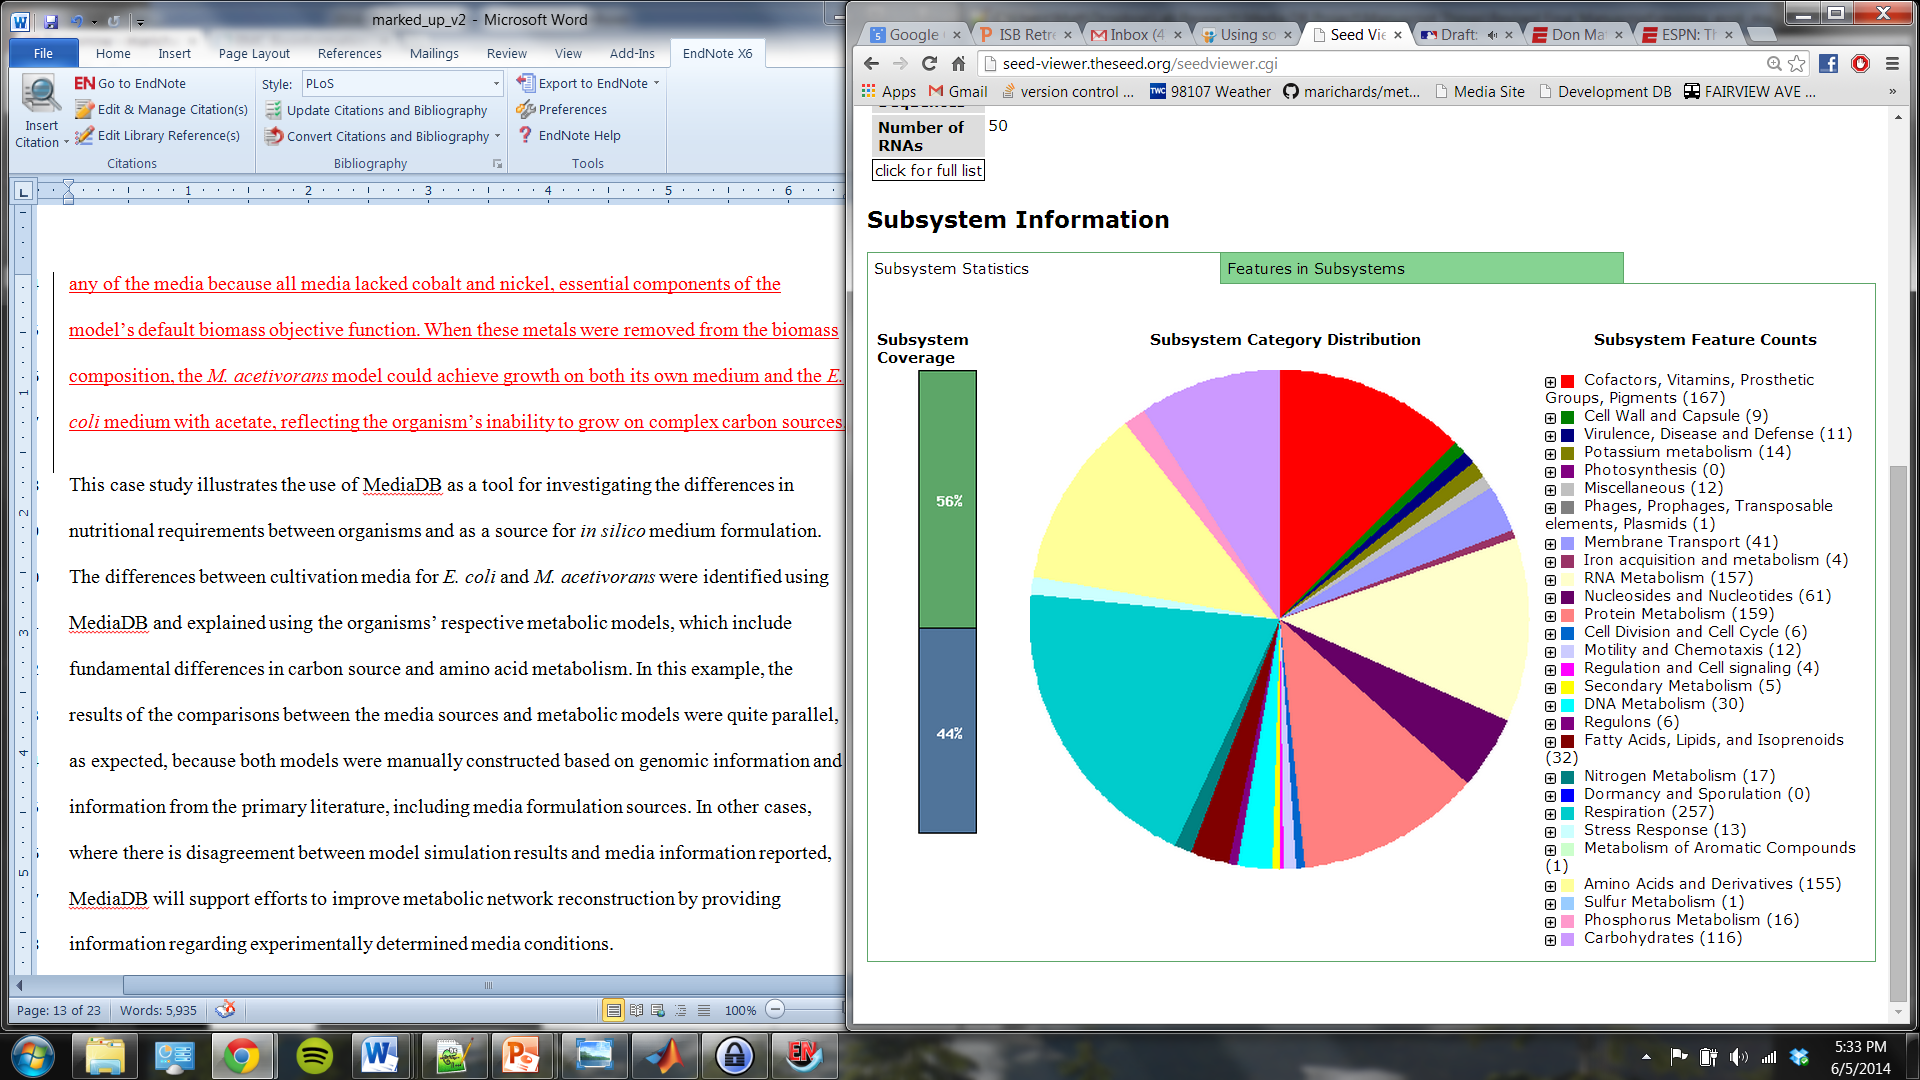 marked_up_v2 - Microsoft Word
File Home Insert Page Layout References Mailings Review View Add-Ins EndNote X6
Insert Citation
EN Go to EndNote
Edit & Manage Citation(s)
Edit Library Reference(s)
Citations
Style: PLoS
Update Citations and Bibliography
Convert Citations and Bibliography
Bibliography
Export to EndNote
Preferences
EndNote Help
Tools
1 2 3 4 5 6
any of the media because all media lacked cobalt and nickel, essential components of the
model’s default biomass objective function. When these metals were removed from the biomass
composition, the M. acetivorans model could achieve growth on both its own medium and the E.
coli medium with acetate, reflecting the organism’s inability to grow on complex carbon sources.
This case study illustrates the use of MediaDB as a tool for investigating the differences in
nutritional requirements between organisms and as a source for in silico medium formulation.
The differences between cultivation media for E. coli and M. acetivorans were identified using
MediaDB and explained using the organisms’ respective metabolic models, which include
fundamental differences in carbon source and amino acid metabolism. In this example, the
results of the comparisons between the media sources and metabolic models were quite parallel,
as expected, because both models were manually constructed based on genomic information and
information from the primary literature, including media formulation sources. In other cases,
where there is disagreement between model simulation results and media information reported,
MediaDB will support efforts to improve metabolic network reconstruction by providing
information regarding experimentally determined media conditions.
Page: 13 of 23 Words: 5,935 100%
Google ISB Retre Inbox (4 Using so Seed Vie Draft: Don Ma ESPN: Th
seed-viewer.theseed.org/seedviewer.cgi
Apps Gmail version control ... TWC 98107 Weather marichards/met... Media Site Development DB FAIRVIEW AVE ... »
Number of RNAs 50
click for full list
Subsystem Information
Subsystem Statistics Features in Subsystems
Subsystem Coverage
56%
44%
Subsystem Category Distribution
Subsystem Feature Counts
Cofactors, Vitamins, Prosthetic
Groups, Pigments (167)
Cell Wall and Capsule (9)
Virulence, Disease and Defense (11)
Potassium metabolism (14)
Photosynthesis (0)
Miscellaneous (12)
Phages, Prophages, Transposable
elements, Plasmids (1)
Membrane Transport (41)
Iron acquisition and metabolism (4)
RNA Metabolism (157)
Nucleosides and Nucleotides (61)
Protein Metabolism (159)
Cell Division and Cell Cycle (6)
Motility and Chemotaxis (12)
Regulation and Cell signaling (4)
Secondary Metabolism (5)
DNA Metabolism (30)
Regulons (6)
Fatty Acids, Lipids, and Isoprenoids
(32)
Nitrogen Metabolism (17)
Dormancy and Sporulation (0)
Respiration (257)
Stress Response (13)
Metabolism of Aromatic Compounds
(1)
Amino Acids and Derivatives (155)
Sulfur Metabolism (1)
Phosphorus Metabolism (16)
Carbohydrates (116)
5:33 PM
6/5/2014